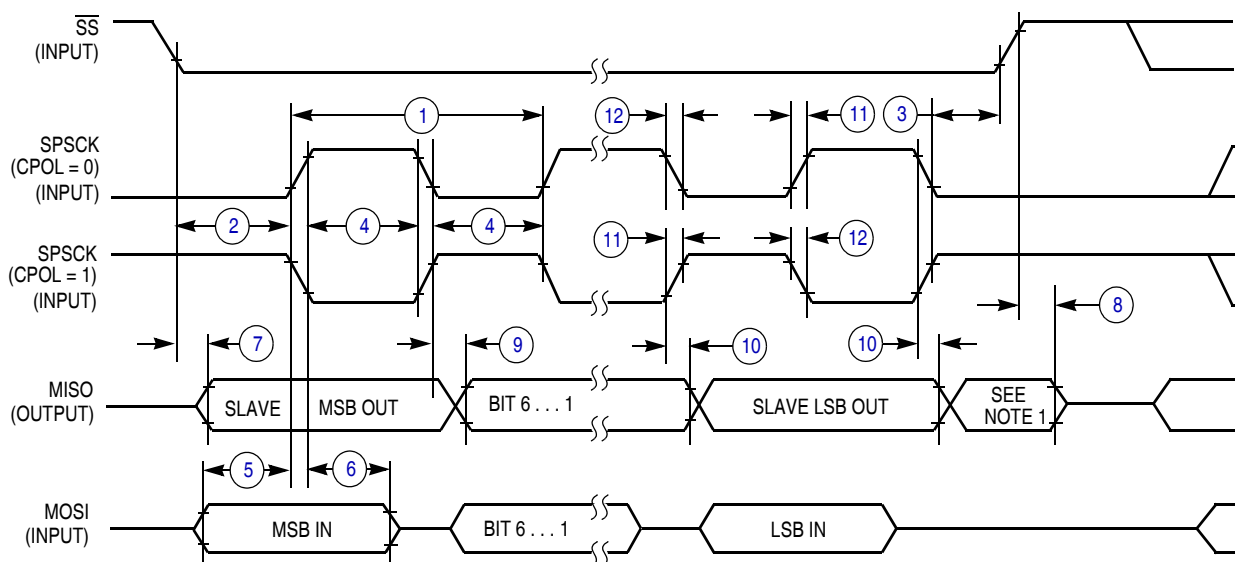 SS
(INPUT)
1
12
11
3
SPSCK
(CPOL = 0)
(INPUT)
2
4
4
11
12
SPSCK
(CPOL = 1)
(INPUT)
8
7
9
10
10
MISO
(OUTPUT)
SLAVE MSB OUT
BIT 6 . . . 1
SLAVE LSB OUT
SEE
NOTE 1
5
6
MOSI
(INPUT)
MSB IN
BIT 6 . . . 1
LSB IN